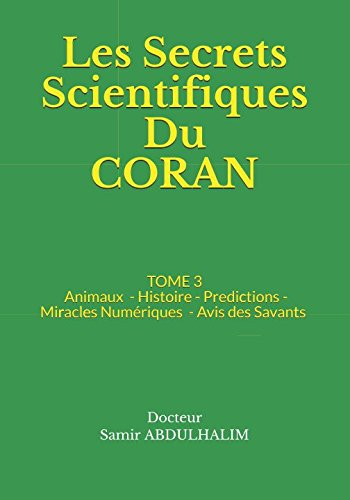 Les Secrets
Scientifiques
Du
CORAN
TOME 3
Animaux - Histoire - Predictions -
Miracles Numériques - Avis des Savants
Docteur
Samir ABDULHALIM